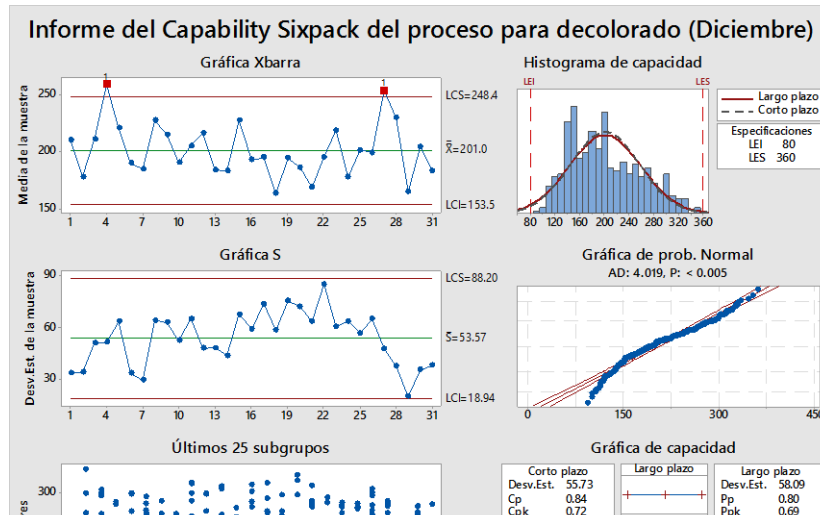 Informe del Capability Sixpack del proceso para decolorado (Diciembre)
Gráfica Xbarra
Media de la muestra
250
200
150
1
1
LCS=248.4
X̿=201.0
LCI=153.5
1 4 7 10 13 16 19 22 25 28 31
Histograma de capacidad
LEI LES
80 120 160 200 240 280 320 360
Largo plazo
Corto plazo
Especificaciones
LEI 80
LES 360
Gráfica S
Desv.Est. de la muestra
90
60
30
LCS=88.20
S̅=53.57
LCI=18.94
1 4 7 10 13 16 19 22 25 28 31
Gráfica de prob. Normal
AD: 4.019, P: < 0.005
0 150 300 450
Últimos 25 subgrupos
300
Gráfica de capacidad
Corto plazo
Desv.Est. 55.73
Cp 0.84
Cpk 0.72
Largo plazo
Largo plazo
Desv.Est. 58.09
Pp 0.80
Ppk 0.69